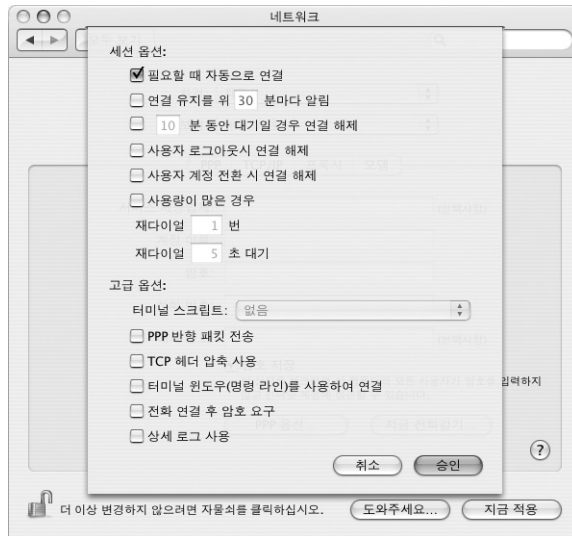 네트워크
모두 보기
세션 옵션:
필요할 때 자동으로 연결
연결 유지를 위 30 분마다 알림
10 분 동안 대기일 경우 연결 해제
사용자 로그아웃시 연결 해제
사용자 계정 전환 시 연결 해제
사용량이 많은 경우
재다이얼 1 번
재다이얼 5 초 대기
고급 옵션:
터미널 스크립트: 없음
PPP 반향 패킷 전송
TCP 헤더 압축 사용
터미널 윈도우(명령 라인)를 사용하여 연결
입력하지
전화 연결 후 암호 요구
상세 로그 사용
취소 승인
?
더 이상 변경하지 않으려면 자물쇠를 클릭하십시오. 도와주세요... 지금 적용